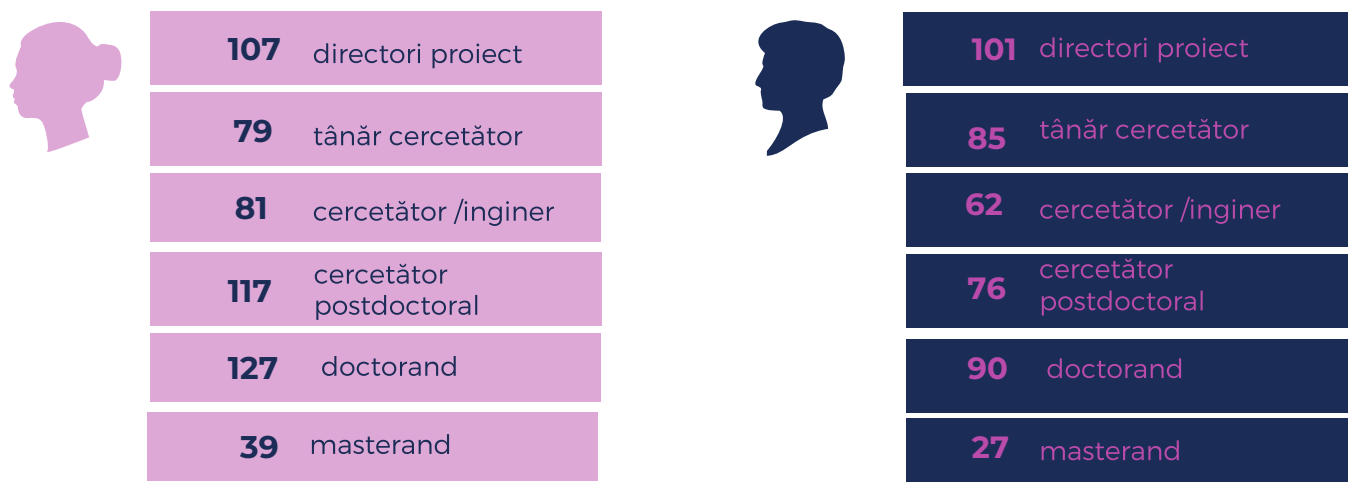 107 directori proiect
79 tânăr cercetător
81 cercetător /inginer
117 cercetător
postdoctoral
127 doctorand
39 masterand
101 directori proiect
85 tânăr cercetător
62 cercetător /inginer
76 cercetător
postdoctoral
90 doctorand
27 masterand